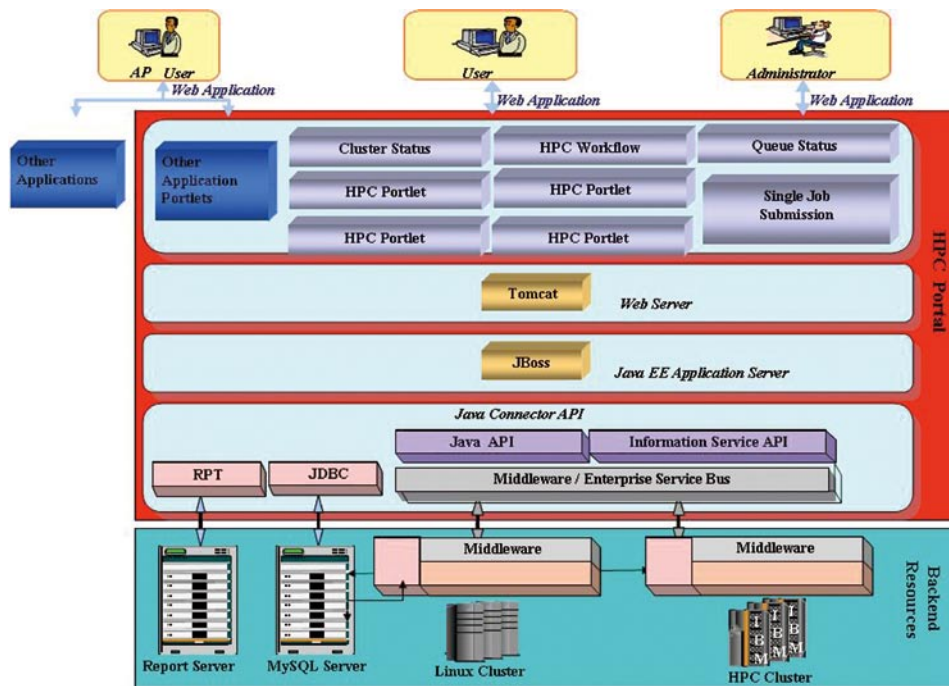 AP User
User
Administrator
Web Application
Web Application
Web Application
Other
Applications
Other
Application
Portlets
Cluster Status
HPC Workflow
Queue Status
HPC Portlet
HPC Portlet
Single Job
Submission
HPC Portlet
HPC Portlet
HPC Portal
Tomcat
Web Server
JBoss
Java EE Application Server
Java Connector API
Java API
Information Service API
RPT
JDBC
Middleware / Enterprise Service Bus
Middleware
Middleware
Backend
Resources
IBM
IBM
IBM
Report Server
MySQL Server
Linux Cluster
HPC Cluster